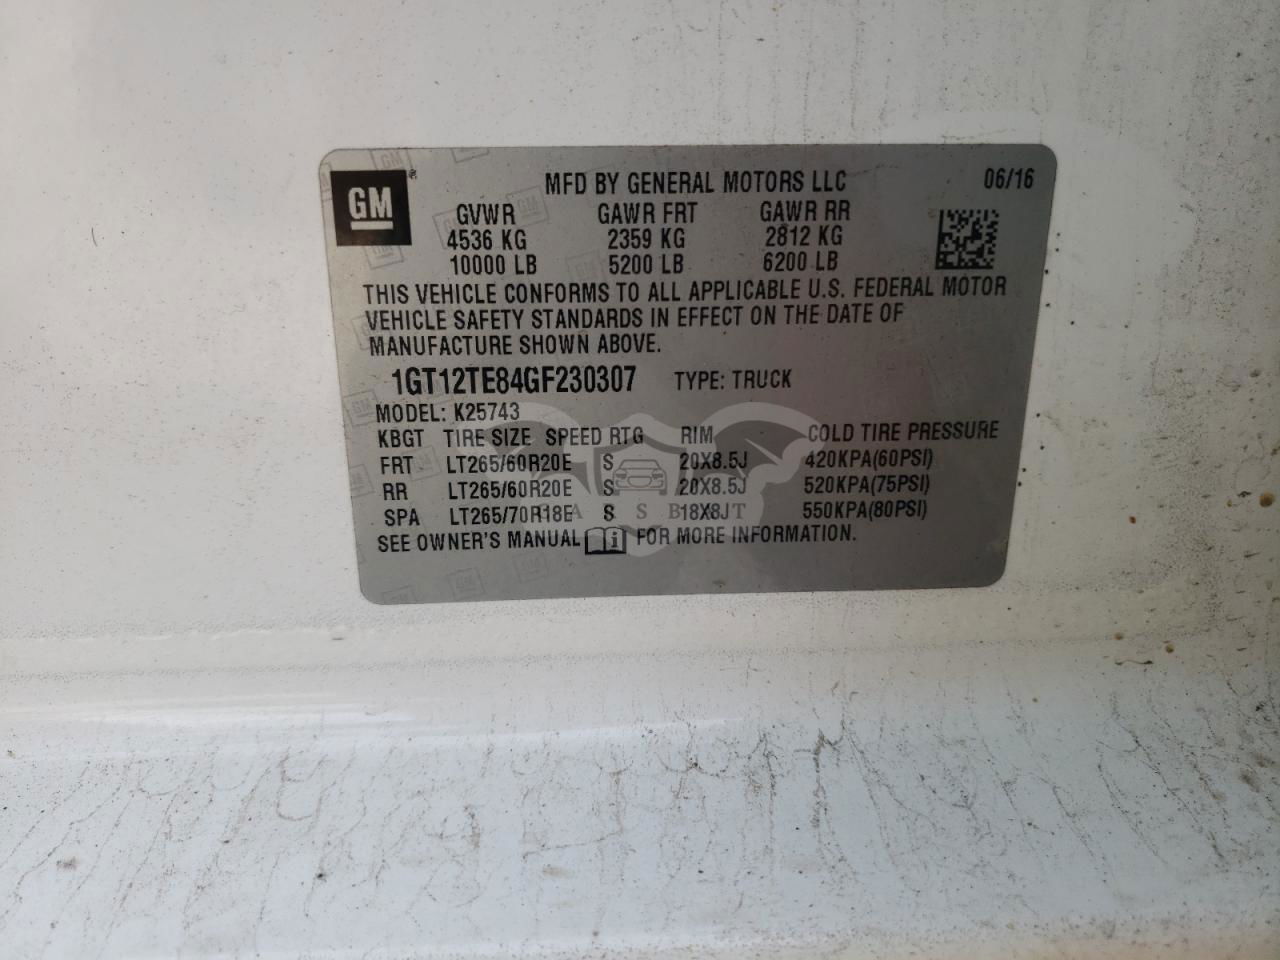 GM
MFD BY GENERAL MOTORS LLC 06/16
GVWR GAWR FRT GAWR RR
4536 KG 2359 KG 2812 KG
10000 LB 5200 LB 6200 LB
THIS VEHICLE CONFORMS TO ALL APPLICABLE U.S. FEDERAL MOTOR
VEHICLE SAFETY STANDARDS IN EFFECT ON THE DATE OF
MANUFACTURE SHOWN ABOVE.
1GT12TE84GF230307 TYPE: TRUCK
MODEL: K25743
KBGT TIRE SIZE SPEED RTG RIM COLD TIRE PRESSURE
FRT LT265/60R20E S 20X8.5J 420KPA(60PSI)
RR LT265/60R20E S 20X8.5J 520KPA(75PSI)
SPA LT265/70R18E S 18X8J 550KPA(80PSI)
SEE OWNER'S MANUAL i FOR MORE INFORMATION.